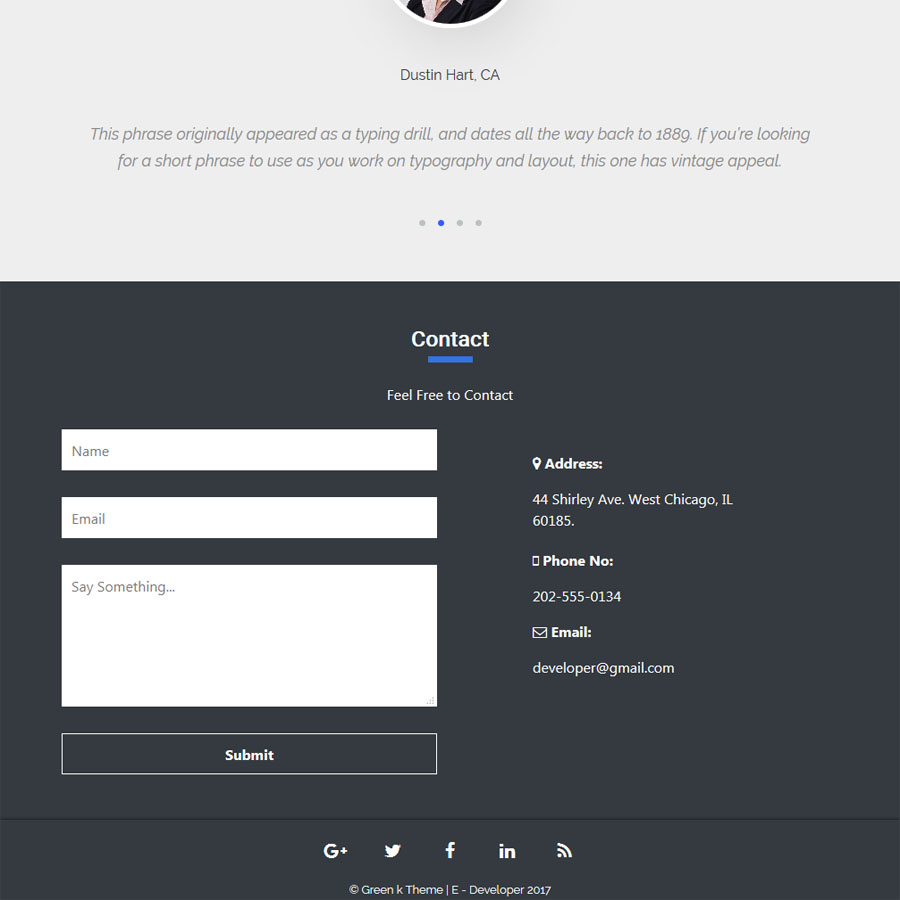 Dustin Hart, CA
This phrase originally appeared as a typing drill, and dates all the way back to 1889. If you’re looking
for a short phrase to use as you work on typography and layout, this one has vintage appeal.
Contact
Feel Free to Contact
Name
Email
Say Something...
Submit
Address:
44 Shirley Ave. West Chicago, IL
60185.
Phone No:
202-555-0134
Email:
developer@gmail.com
G+
© Green k Theme | E - Developer 2017